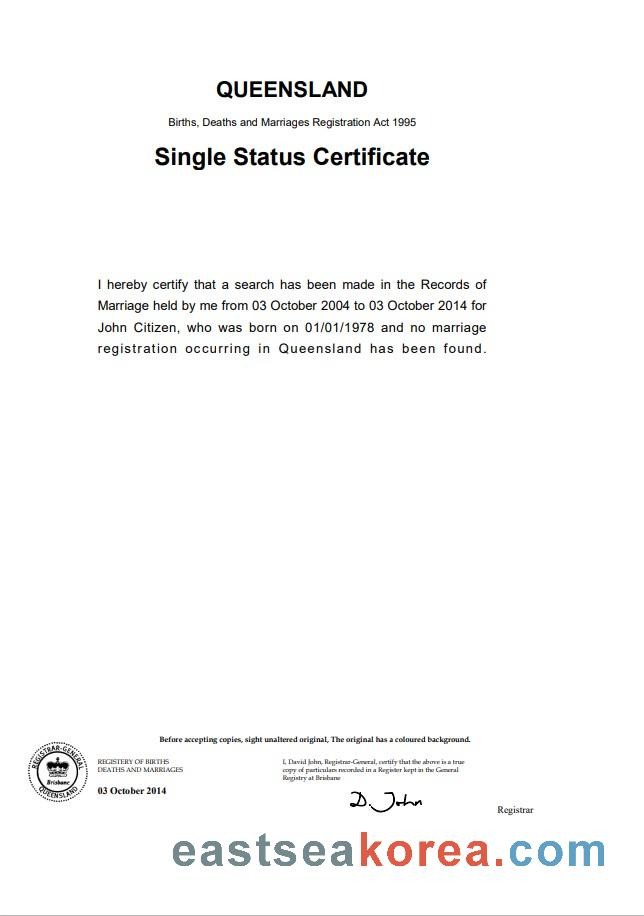 QUEENSLAND
Births, Deaths and Marriages Registration Act 1995
Single Status Certificate
I hereby certify that a search has been made in the Records of
Marriage held by me from 03 October 2004 to 03 October 2014 for
John Citizen, who was born on 01/01/1978 and no marriage
registration occurring in Queensland has been found.
Before accepting copies, sight unaltered original, The original has a coloured background.
REGISTRAR-GENERAL
Brisbane
QUEENSLAND
REGISTERY OF BIRTHS
DEATHS AND MARRIAGES
03 October 2014
I, David John, Registrar-General, certify that the above is a true
copy of particulars recorded in a Register kept in the General
Registry at Brisbane
D. John
Registrar
eastseakorea.com